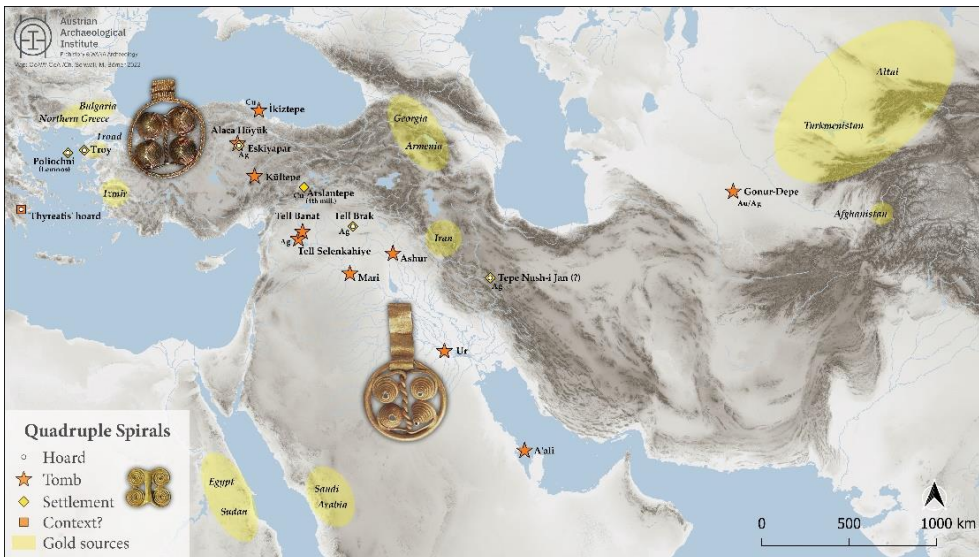 Austrian
Archaeological
Institute
Bulgaria
Northern Greece
Troad
Troy
Poliochni
(Lemnos)
Izmir
'Thyreatis' hoard
Cu
İkiztepe
Alaca Höyük
Eskiyapar
Ag
Kültepe
Cu
Arslantepe
(4th mill.)
Georgia
Armenia
Altai
Turkmenistan
Gonur-Depe
Au/Ag
Afghanistan
Tell Banat
Tell Brak
Ag
Ag
Tell Selenkahiye
Iran
Ashur
Mari
Tepe Nush-i Jan (?)
Ag
Ur
A'ali
Egypt
Sudan
Saudi
Arabia
Quadruple Spirals
Hoard
Tomb
Settlement
Context?
Gold sources
0 500 1000 km